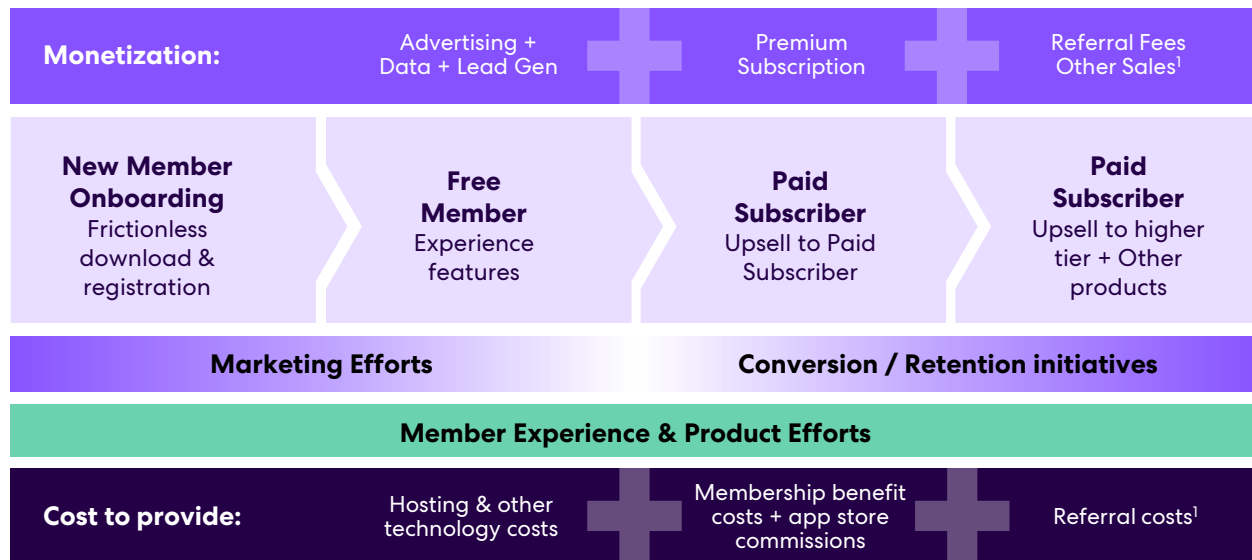 Monetization:
Advertising +
Data + Lead Gen
Premium
Subscription
Referral Fees
Other Sales¹
New Member
Onboarding
Frictionless
download &
registration
Free
Member
Experience
features
Paid
Subscriber
Upsell to Paid
Subscriber
Paid
Subscriber
Upsell to higher
tier + Other
products
Marketing Efforts
Conversion / Retention initiatives
Member Experience & Product Efforts
Cost to provide:
Hosting & other
technology costs
Membership benefit
costs + app store
commissions
Referral costs¹